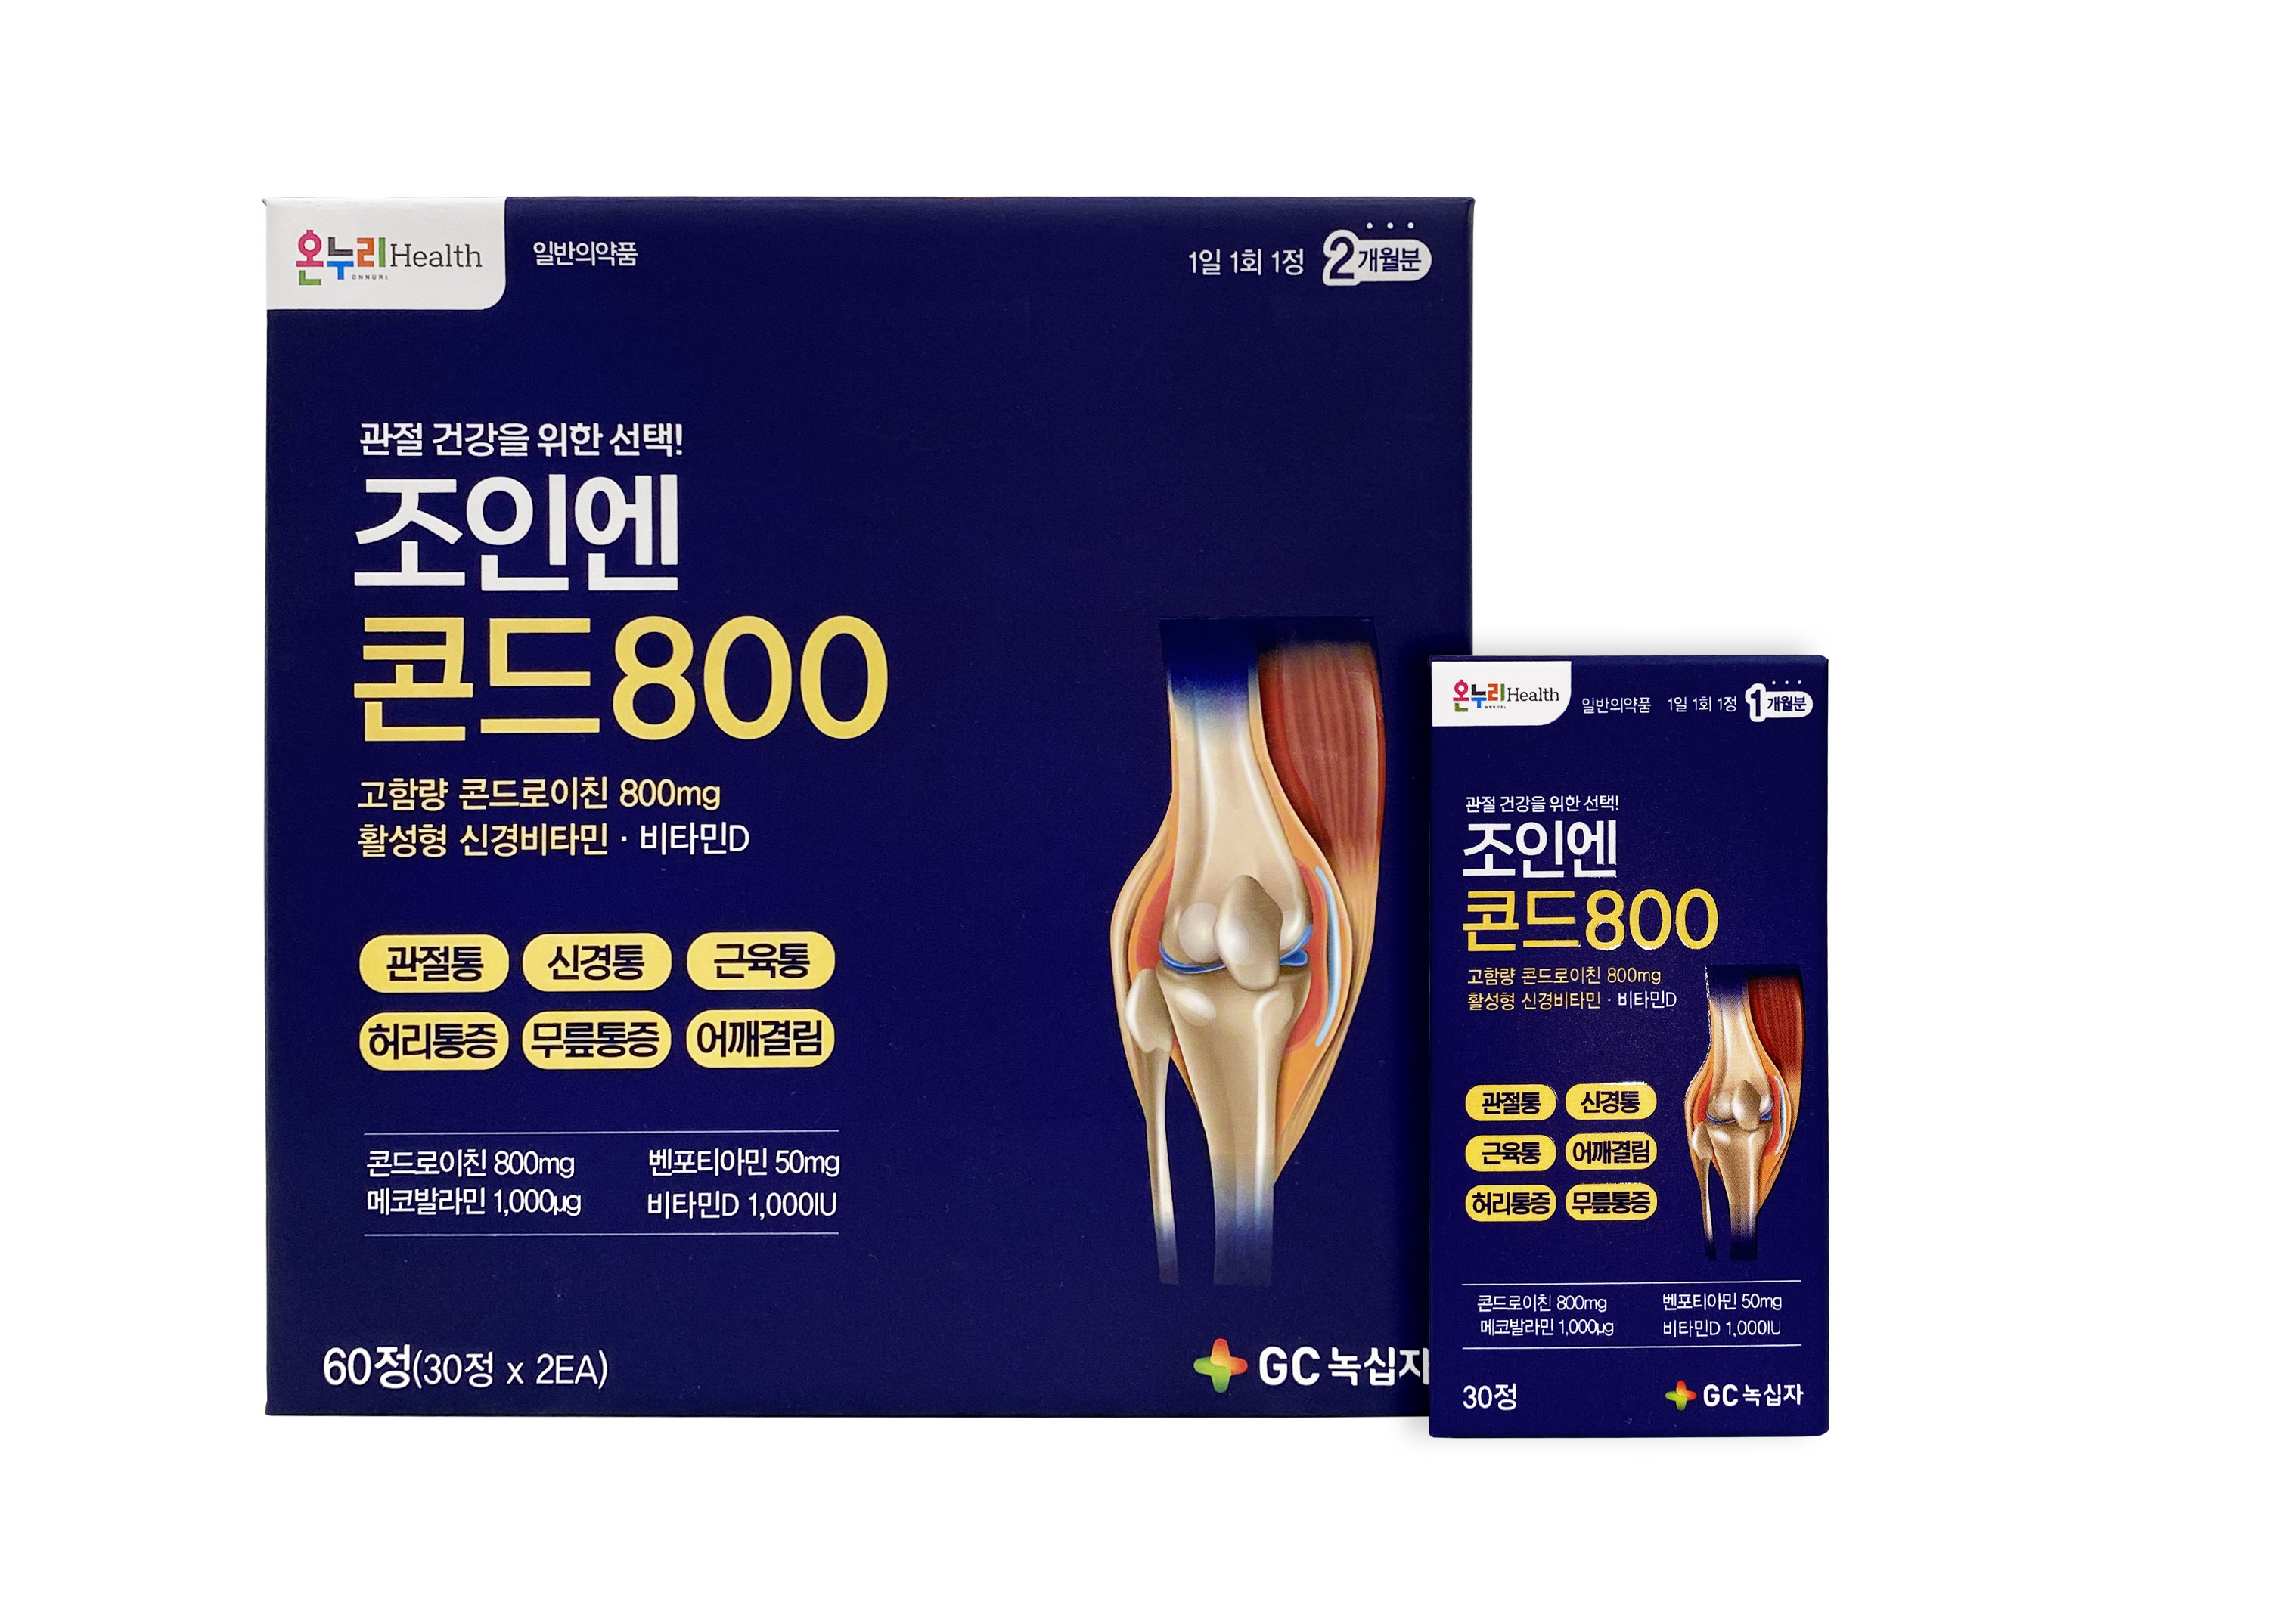 온누리Health
ONNURI
일반의약품
1일 1회 1정 2개월분
관절 건강을 위한 선택!
조인엔
콘드800
고함량 콘드로이친 800mg
활성형 신경비타민 · 비타민D
관절통 신경통 근육통
허리통증 무릎통증 어깨결림
콘드로이친 800mg 벤포티아민 50mg
메코발라민 1,000µg 비타민D 1,000IU
60정(30정 x 2EA)
GC 녹십자
온누리Health
ONNURI
일반의약품 1일 1회 1정 1개월분
관절 건강을 위한 선택!
조인엔
콘드800
고함량 콘드로이친 800mg
활성형 신경비타민 · 비타민D
관절통 신경통
근육통 어깨결림
허리통증 무릎통증
콘드로이친 800mg 벤포티아민 50mg
메코발라민 1,000µg 비타민D 1,000IU
30정
GC 녹십자